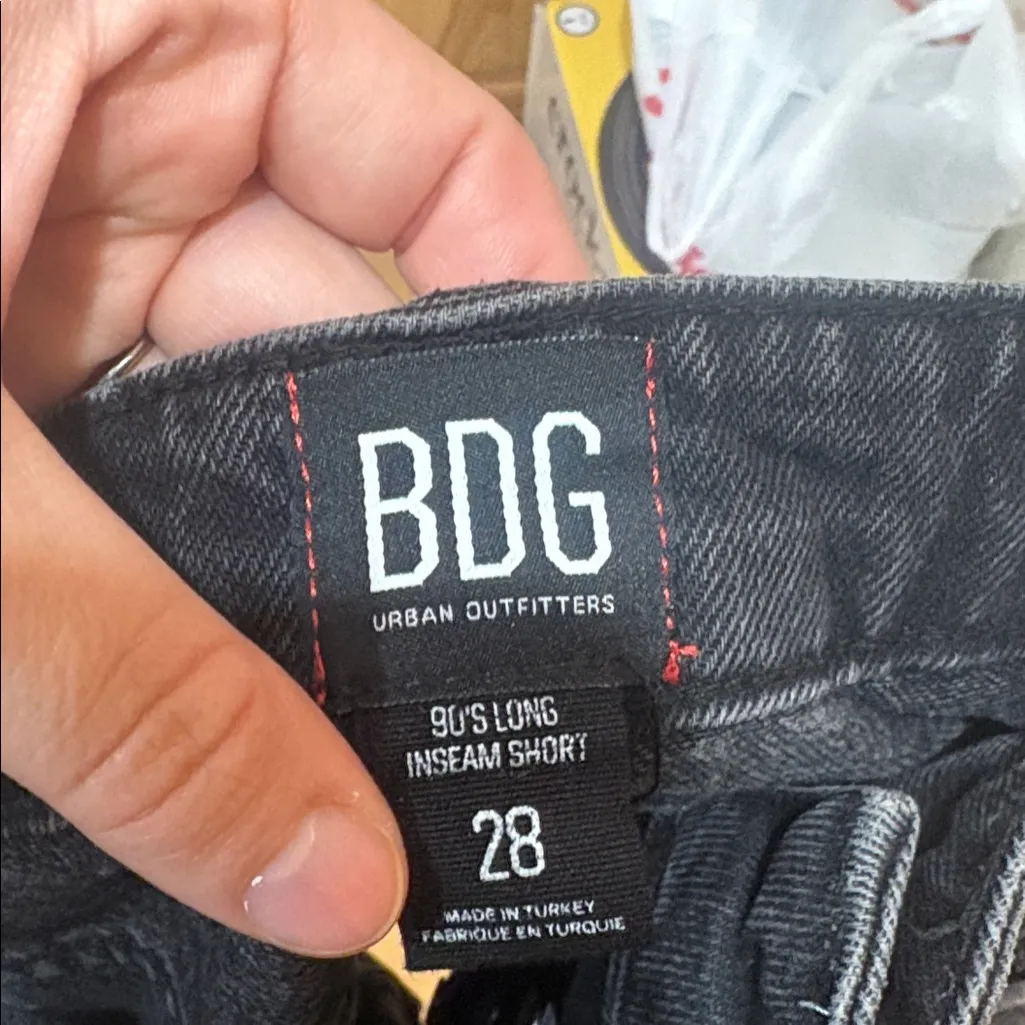 BDG
URBAN OUTFITTERS
90'S LONG
INSEAM SHORT
28
MADE IN TURKEY
FABRIQUE EN TURQUIE